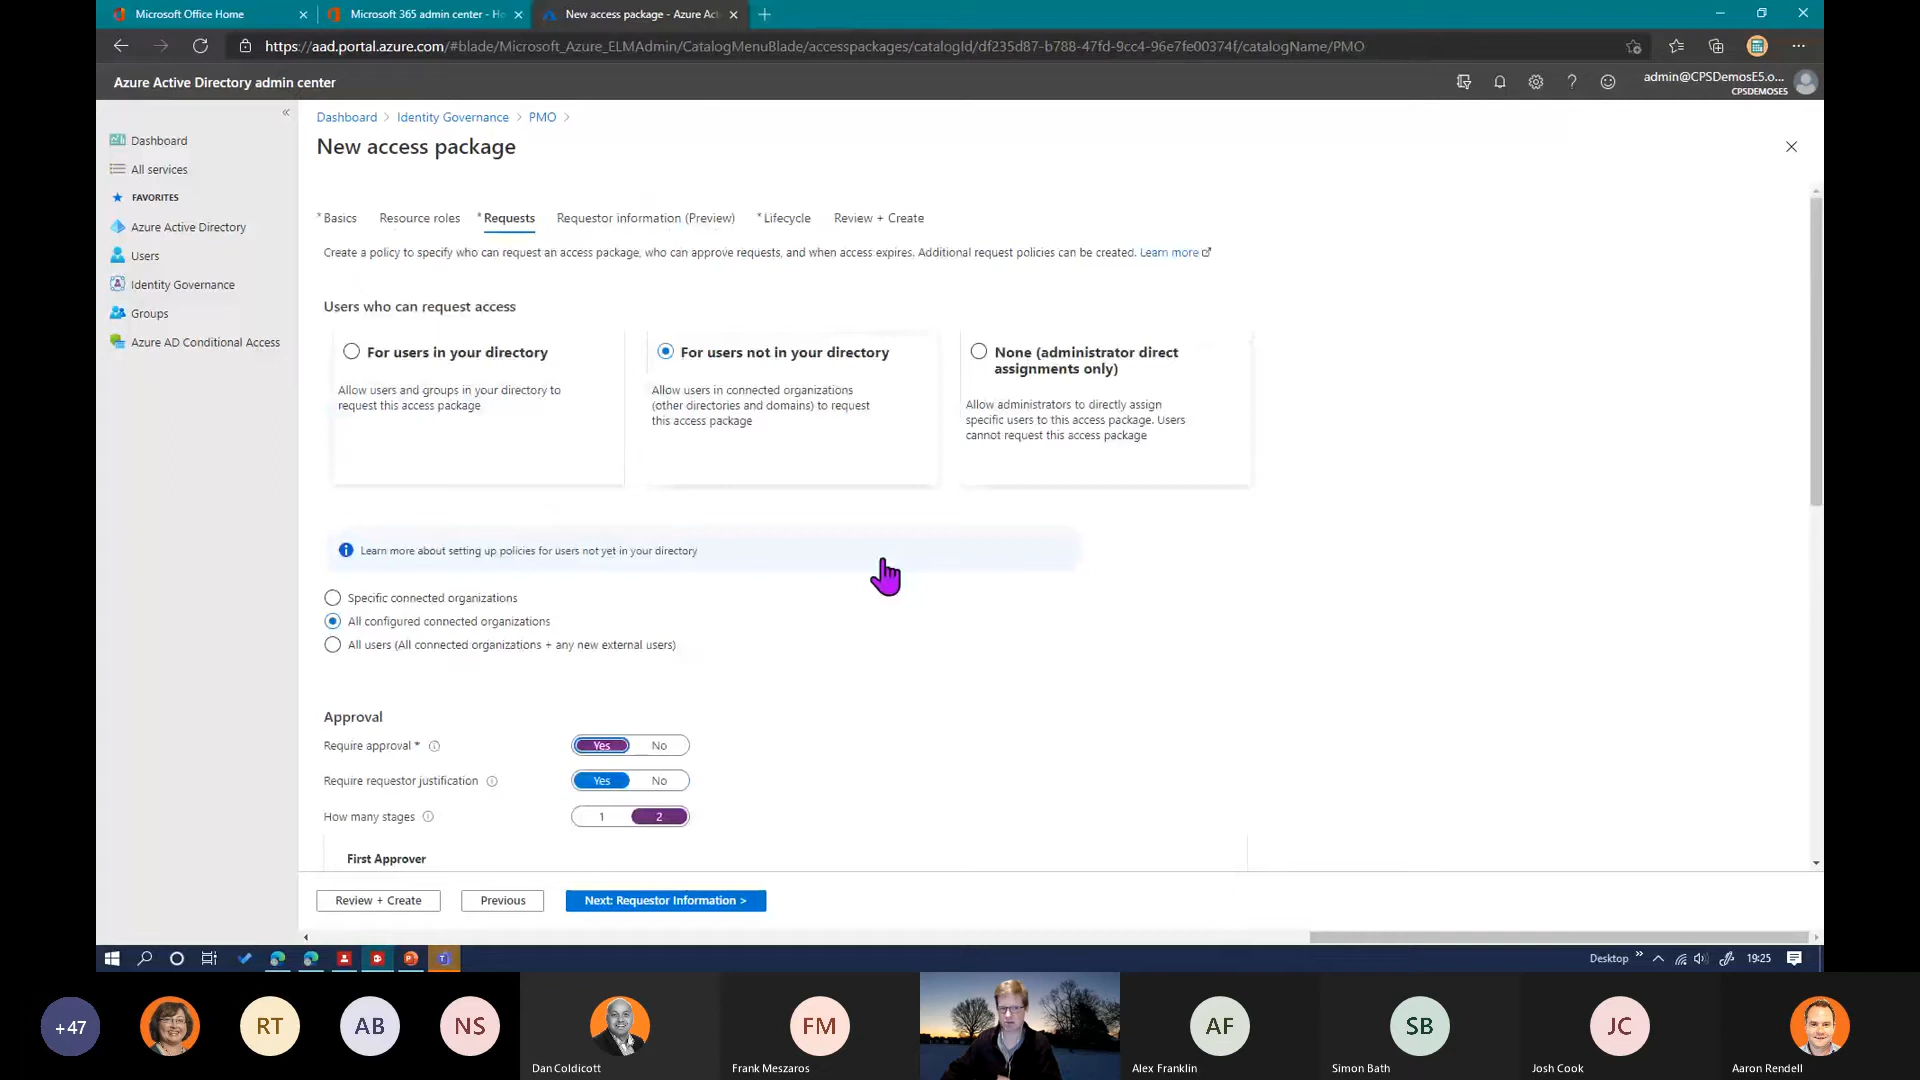 Microsoft Office Home
Microsoft 365 admin center - Ho
New access package - Azure Act
https://aad.portal.azure.com/#blade/Microsoft_Azure_ELMAdmin/CatalogMenuBlade/accesspackages/catalogId/df235d87-b788-47fd-9cc4-96e7fe00374f/catalogName/PMO
Azure Active Directory admin center
admin@CPSDemosE5.o...
CPSDEMOSE5
Dashboard
All services
FAVORITES
Azure Active Directory
Users
Identity Governance
Groups
Azure AD Conditional Access
Dashboard > Identity Governance > PMO >
New access package
* Basics Resource roles * Requests Requestor information (Preview) * Lifecycle Review + Create
Create a policy to specify who can request an access package, who can approve requests, and when access expires. Additional request policies can be created. Learn more
Users who can request access
For users in your directory
Allow users and groups in your directory to
request this access package
For users not in your directory
Allow users in connected organizations
(other directories and domains) to request
this access package
None (administrator direct
assignments only)
Allow administrators to directly assign
specific users to this access package. Users
cannot request this access package
Learn more about setting up policies for users not yet in your directory
Specific connected organizations
All configured connected organizations
All users (All connected organizations + any new external users)
Approval
Require approval * Yes No
Require requestor justification Yes No
How many stages 1 2
First Approver
Review + Create Previous Next: Requestor Information >
Desktop 19:25
+47 RT AB NS FM AF SB JC
Dan Coldicott Frank Meszaros Alex Franklin Simon Bath Josh Cook Aaron Rendell